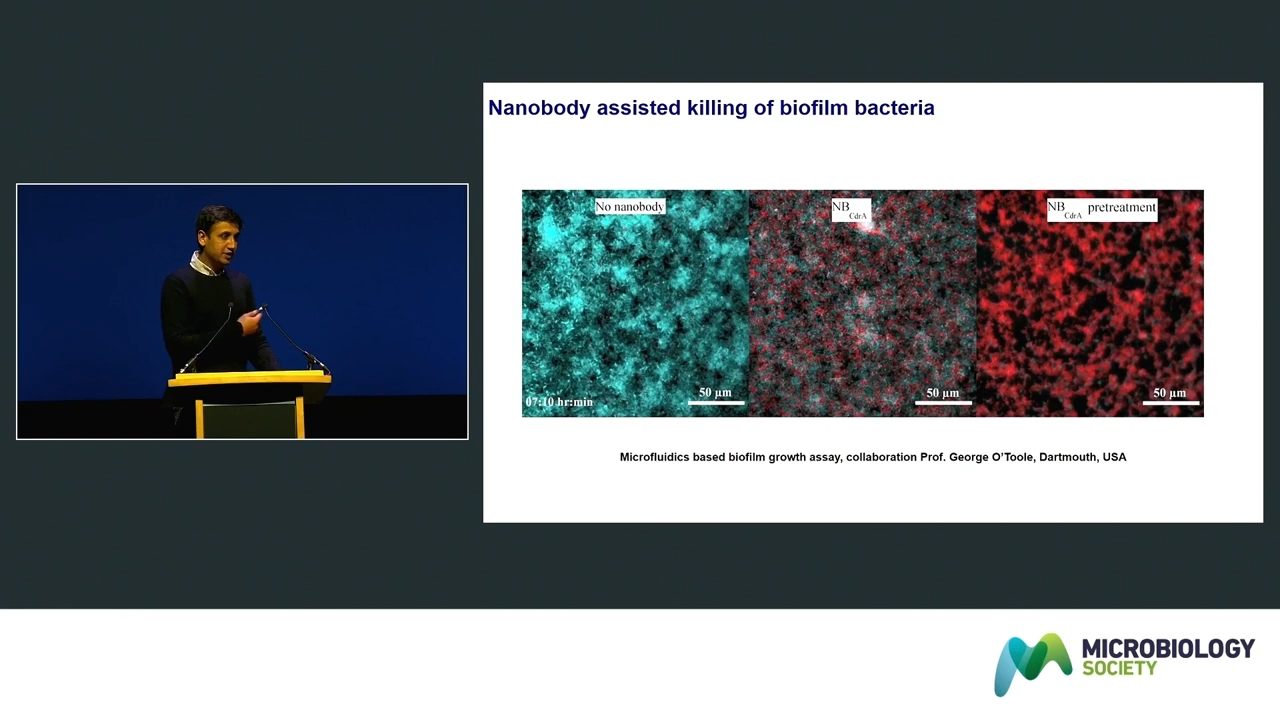 Nanobody assisted killing of biofilm bacteria
No nanobody
NB CdrA
NB CdrA pretreatment
50 µm
50 µm
50 µm
07:10 hr:min
Microfluidics based biofilm growth assay, collaboration Prof. George O'Toole, Dartmouth, USA
MICROBIOLOGY
SOCIETY